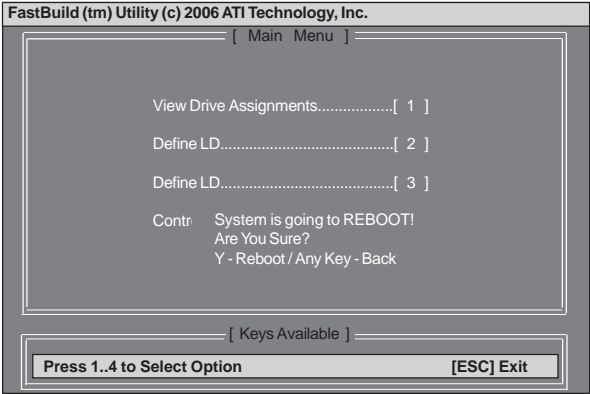 FastBuild (tm) Utility (c) 2006 ATI Technology, Inc.
[ Main Menu ]
View Drive Assignments..................[ 1 ]
Define LD..........................................[ 2 ]
Define LD..........................................[ 3 ]
Contr
System is going to REBOOT!
Are You Sure?
Y - Reboot / Any Key - Back
[ Keys Available ]
Press 1..4 to Select Option [ESC] Exit